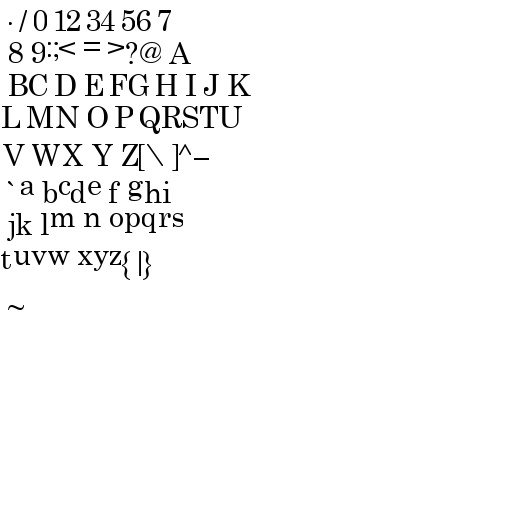 . / 0 12 34 56 7
8 9 : ; < = > ? @ A
BC D E FG H I J K
L MN O P QRSTU
V WX Y Z[ \ ]^ _
` a bcde f ghi
jk lm n opqrs
tuvw xyz{ | }
~